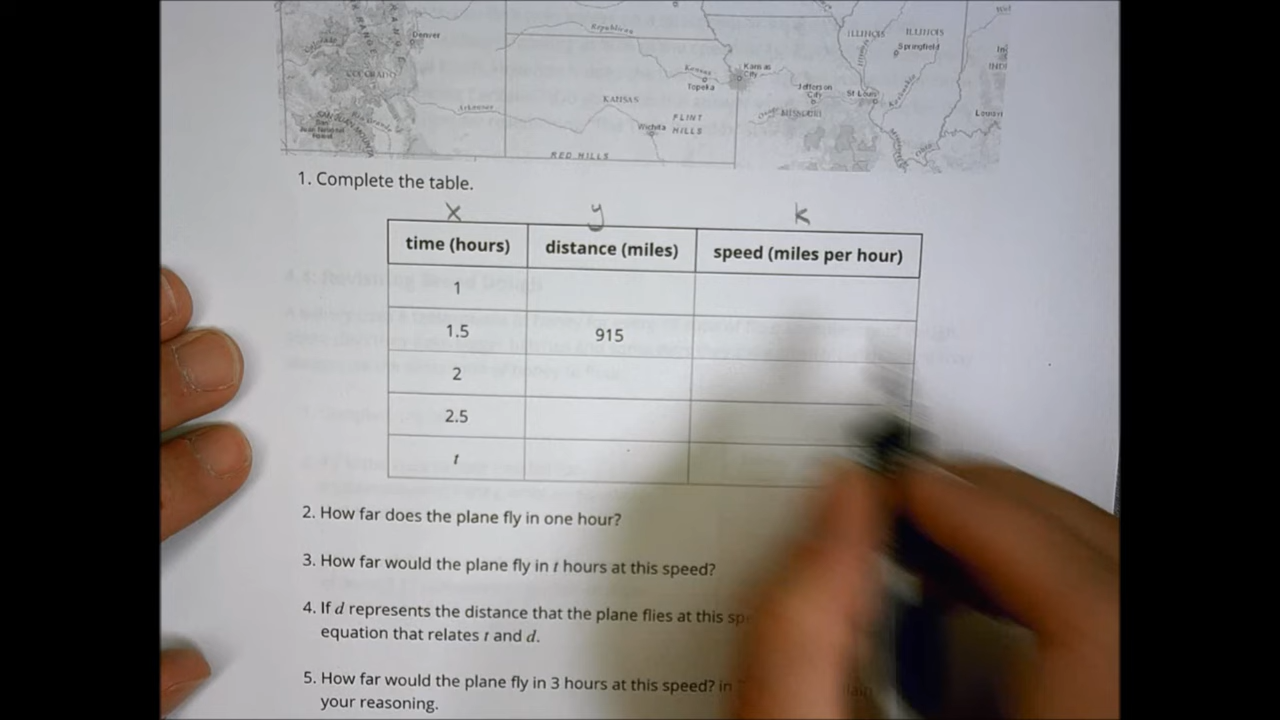 Denver
COLORADO
Arkansas
RED HILLS
Republican
KANSAS
Kansas
Topeka
Kansas City
Wichita
FLINT HILLS
Jefferson City
MISSOURI
St Louis
ILLINOIS
ILLINOIS
Springfield
1. Complete the table.
x y k
time (hours) distance (miles) speed (miles per hour)
1
1.5 915
2
2.5
t
2. How far does the plane fly in one hour?
3. How far would the plane fly in t hours at this speed?
4. If d represents the distance that the plane flies at this
equation that relates t and d.
5. How far would the plane fly in 3 hours at this speed? in
your reasoning.